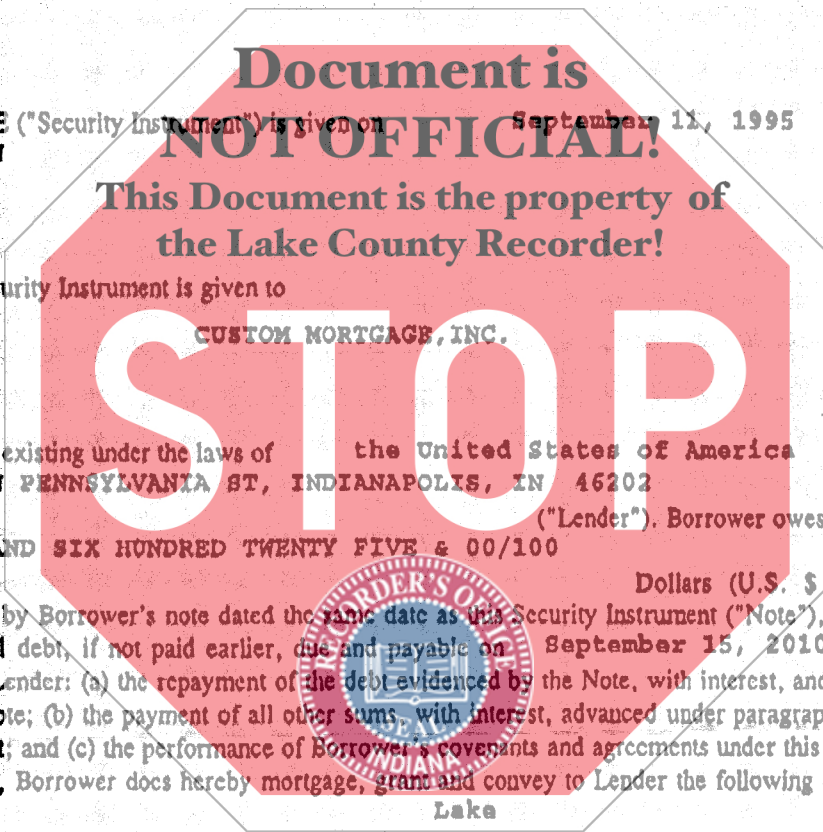 Document is
("Security Instrument") is given on September 11, 1995
NOT OFFICIAL!
This Document is the property of
the Lake County Recorder!
urity Instrument is given to
STOP
CUSTOM MORTGAGE, INC.
existing under the laws of the United States of America
PENNSYLVANIA ST, INDIANAPOLIS, IN 46202
("Lender"). Borrower owes
ND SIX HUNDRED TWENTY FIVE & 00/100
Dollars (U.S. $
by Borrower's note dated the same date as this Security Instrument ("Note"),
debt, if not paid earlier, due and payable on September 15, 2010
ender: (a) the repayment of the debt evidenced by the Note, with interest, and
te; (b) the payment of all other sums, with interest, advanced under paragrap
; and (c) the performance of Borrower's covenants and agreements under this
Borrower does hereby mortgage, grant and convey to Lender the following
Lake
RECORDER'S OFFICE
SEAL
INDIANA